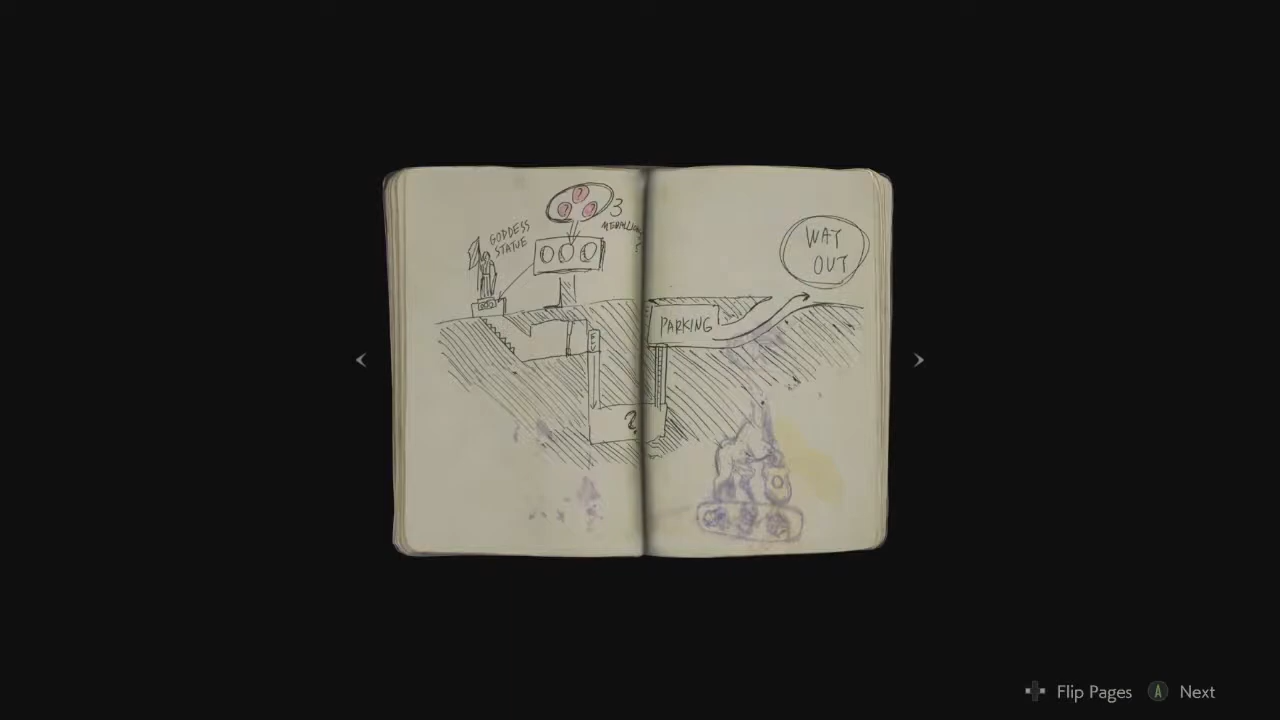 3
GODDESS
STATUE
?
WAY
OUT
PARKING
?
Flip Pages
A
Next